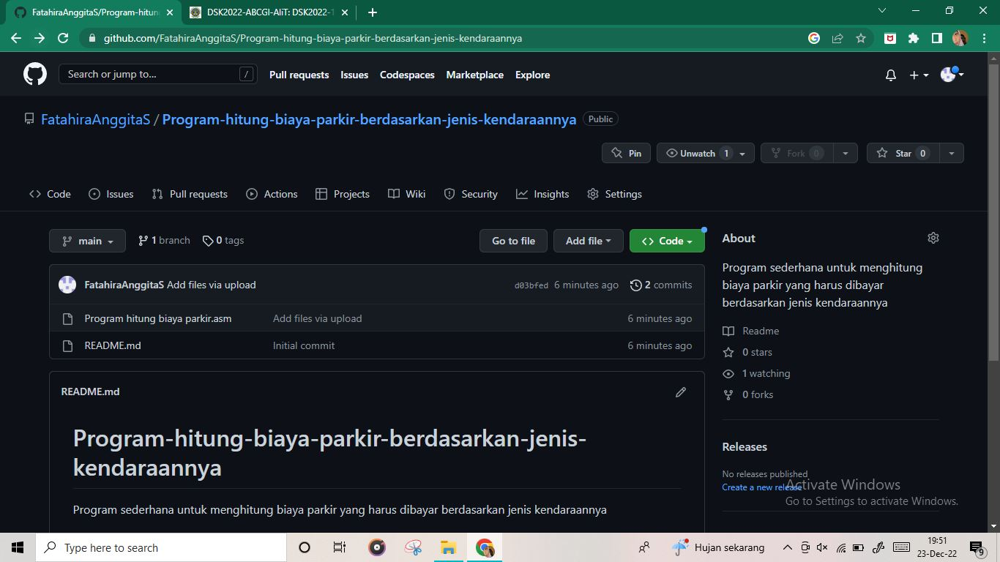 FatahiraAnggitaS/Program-hitung
DSK2022-ABCGI-AliT: DSK2022-1
github.com/FatahiraAnggitaS/Program-hitung-biaya-parkir-berdasarkan-jenis-kendaraannya
Search or jump to... / Pull requests Issues Codespaces Marketplace Explore
FatahiraAnggitaS / Program-hitung-biaya-parkir-berdasarkan-jenis-kendaraannya Public
Pin Unwatch 1 Fork 0 Star 0
Code Issues Pull requests Actions Projects Wiki Security Insights Settings
main 1 branch 0 tags Go to file Add file Code
FatahiraAnggitaS Add files via upload d03bfed 6 minutes ago 2 commits
Program hitung biaya parkir.asm Add files via upload 6 minutes ago
README.md Initial commit 6 minutes ago
README.md
Program-hitung-biaya-parkir-berdasarkan-jenis-
kendaraannya
Program sederhana untuk menghitung biaya parkir yang harus dibayar berdasarkan jenis kendaraannya
About
Program sederhana untuk menghitung
biaya parkir yang harus dibayar
berdasarkan jenis kendaraannya
Readme
0 stars
1 watching
0 forks
Releases
No releases published
Create a new release
Activate Windows
Go to Settings to activate Windows.
Type here to search
Hujan sekarang
19:51
23-Dec-22
9